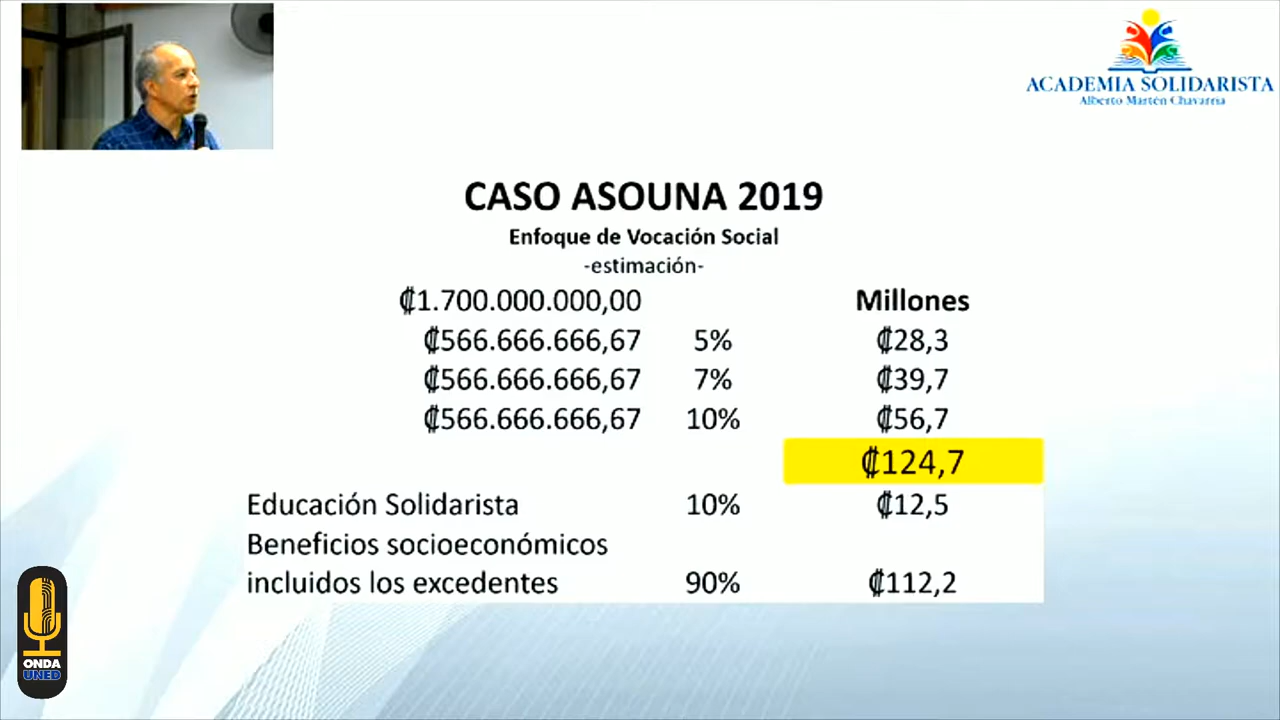 ACADEMIA SOLIDARISTA
Alberto Martén Chavarría
CASO ASOUNA 2019
Enfoque de Vocación Social
-estimación-
₡1.700.000.000,00 Millones
₡566.666.666,67 5% ₡28,3
₡566.666.666,67 7% ₡39,7
₡566.666.666,67 10% ₡56,7
₡124,7
Educación Solidarista 10% ₡12,5
Beneficios socioeconómicos
incluidos los excedentes 90% ₡112,2
ONDA
UNED